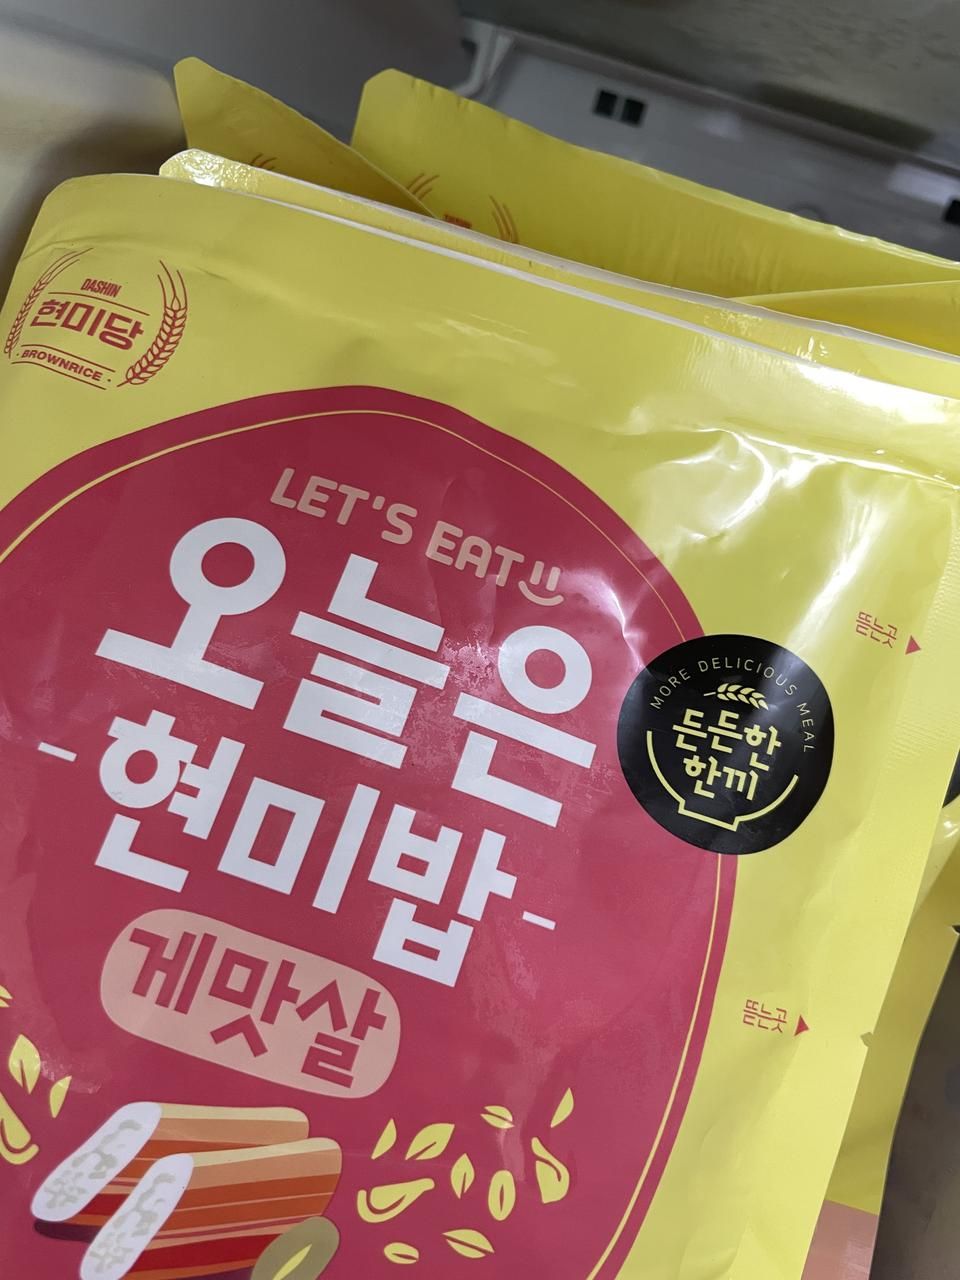 DASHIN
현미당
· BROWNRICE ·
LET'S EAT
오늘은
-현미밥-
게맛살
MORE DELICIOUS MEAL
든든한
한끼
뜯는곳
뜯는곳